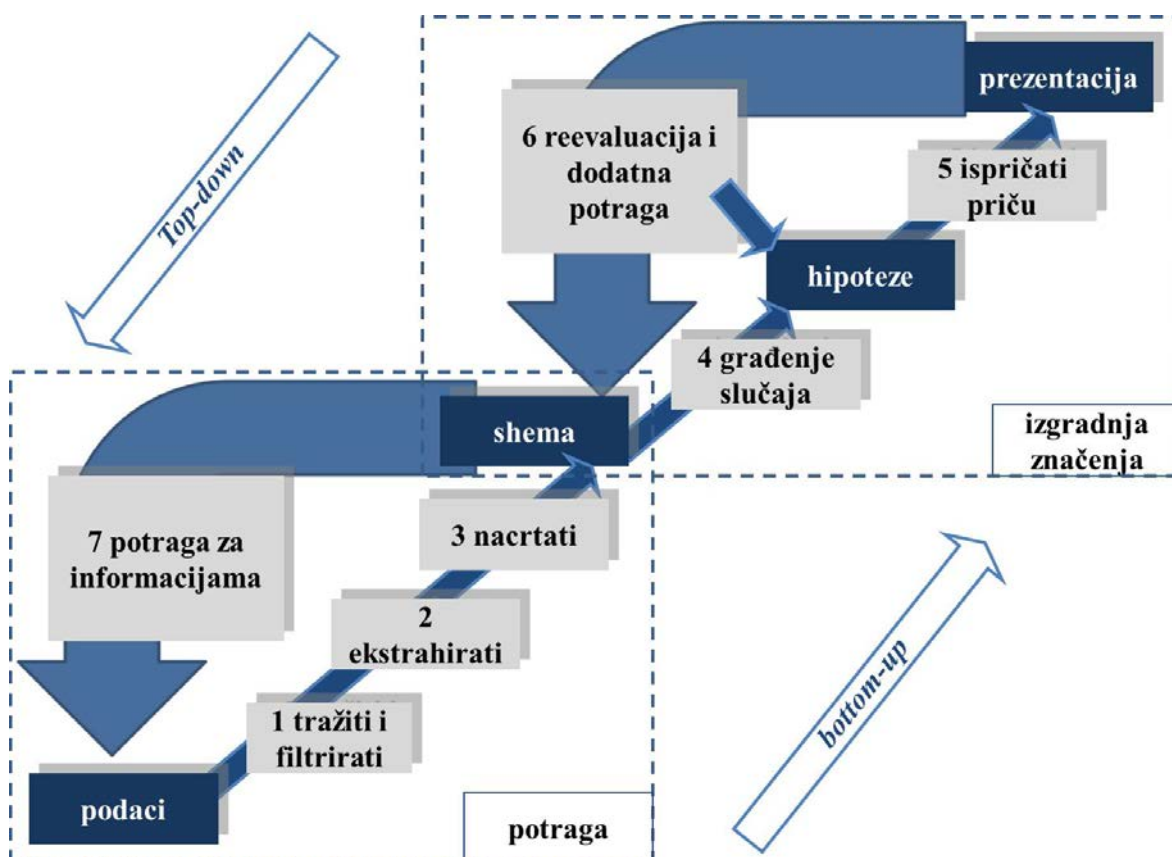 Top-down
prezentacija
6 reevaluacija i
dodatna
potraga
5 ispričati
priču
hipoteze
4 građenje
slučaja
shema
izgradnja
značenja
7 potraga za
informacijama
3 nacrtati
2
ekstrahirati
1 tražiti i
filtrirati
bottom-up
podaci
potraga